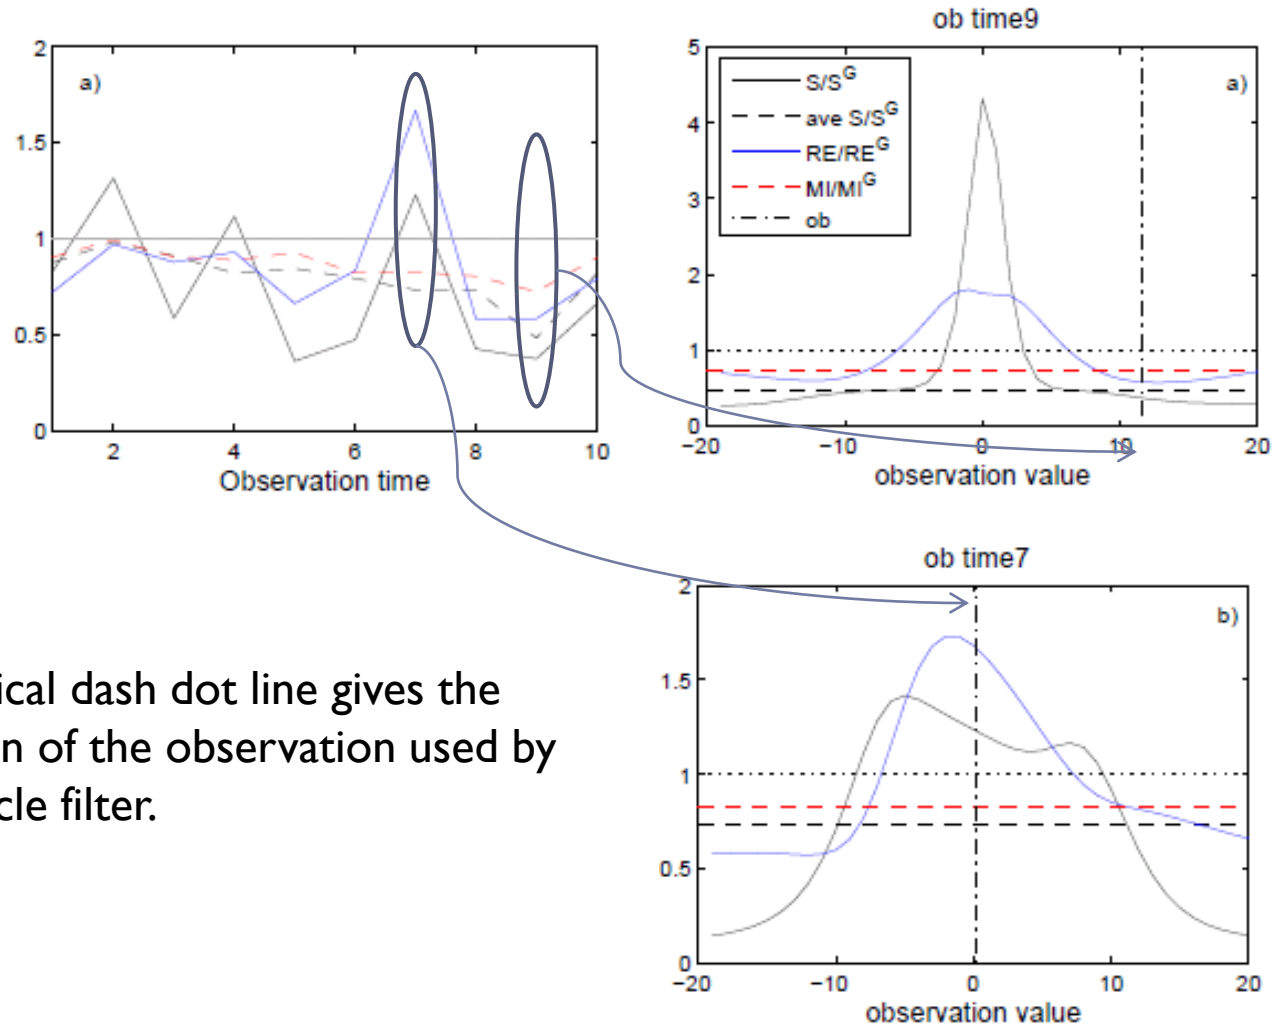 a)
2
1.5
1
0.5
0
2
4
6
8
10
Observation time
ob time9
a)
S/S^G
ave S/S^G
RE/RE^G
MI/MI^G
ob
5
4
3
2
1
0
−20
−10
0
10
20
observation value
ob time7
b)
2
1.5
1
0.5
0
−20
−10
0
10
20
observation value
ical dash dot line gives the
n of the observation used by
cle filter.